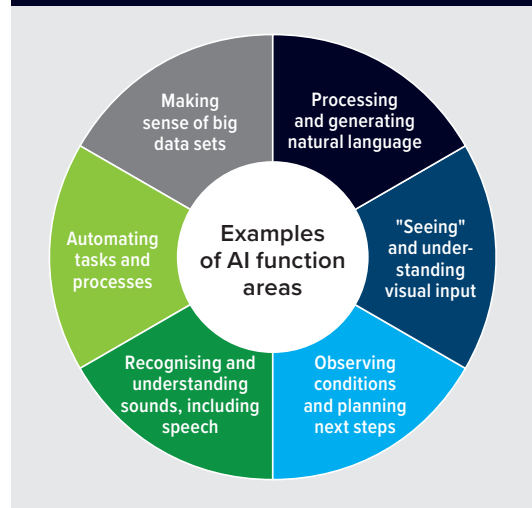 Examples
of AI function
areas
Processing
and generating
natural language
"Seeing"
and under-
standing
visual input
Observing
conditions
and planning
next steps
Recognising and
understanding
sounds, including
speech
Automating
tasks and
processes
Making
sense of big
data sets